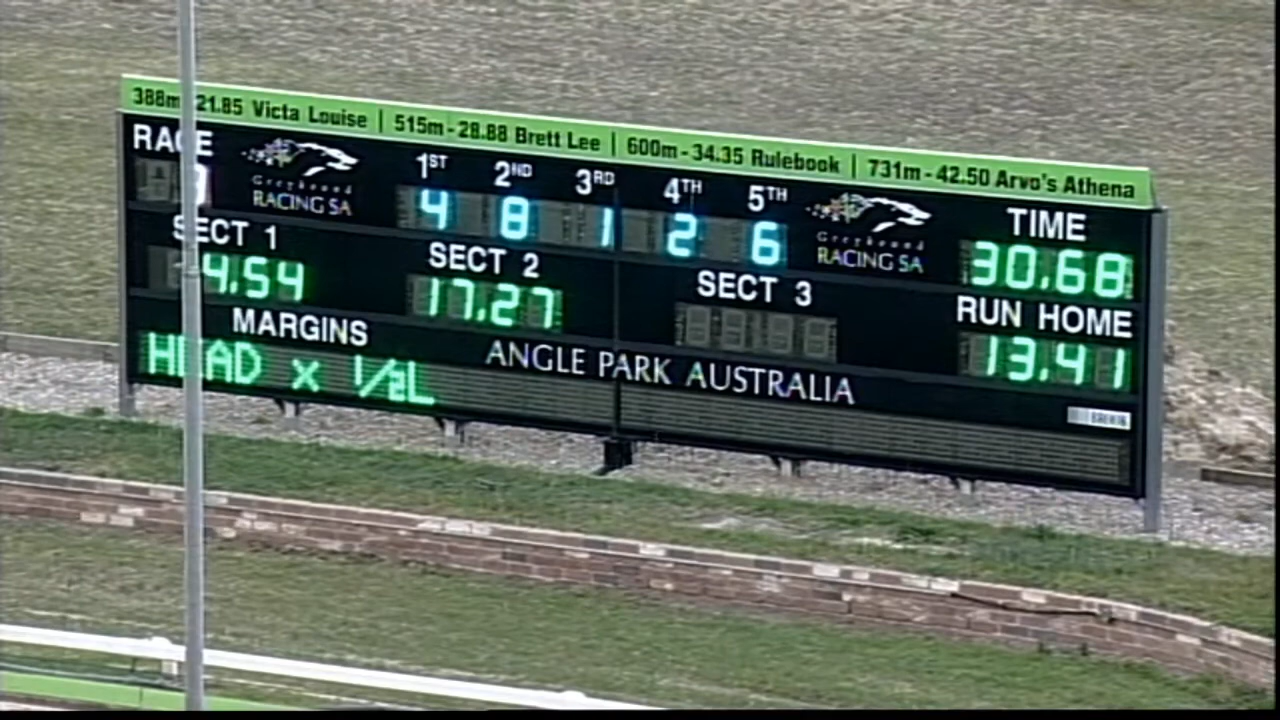 388m - 21.85 Victa Louise | 515m - 28.88 Brett Lee | 600m - 34.35 Rulebook | 731m - 42.50 Arvo's Athena
RACE
Greyhound
RACING SA
1ST 2ND 3RD 4TH 5TH
4 8 1 2 6
Greyhound
RACING SA
TIME
30.68
SECT 1
4.54
SECT 2
17.27
SECT 3
RUN HOME
13.41
MARGINS
HEAD x 1/2L
ANGLE PARK AUSTRALIA